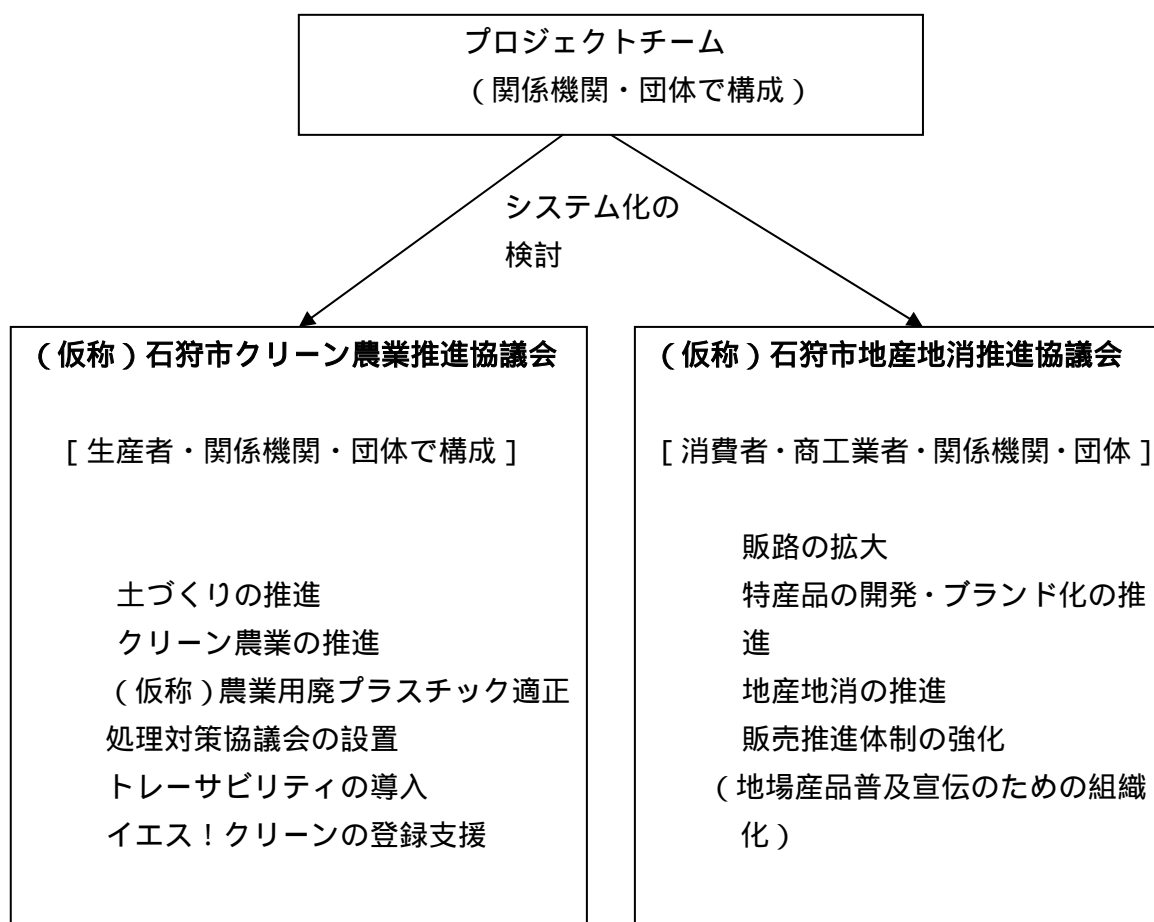 プロジェクトチーム
（関係機関・団体で構成）
システム化の
検討
（仮称）石狩市クリーン農業推進協議会
［生産者・関係機関・団体で構成］
土づくりの推進
クリーン農業の推進
（仮称）農業用廃プラスチック適正
処理対策協議会の設置
トレーサビリティの導入
イエス！クリーンの登録支援
（仮称）石狩市地産地消推進協議会
［消費者・商工業者・関係機関・団体］
販路の拡大
特産品の開発・ブランド化の推
進
地産地消の推進
販売推進体制の強化
（地場産品普及宣伝のための組織
化）